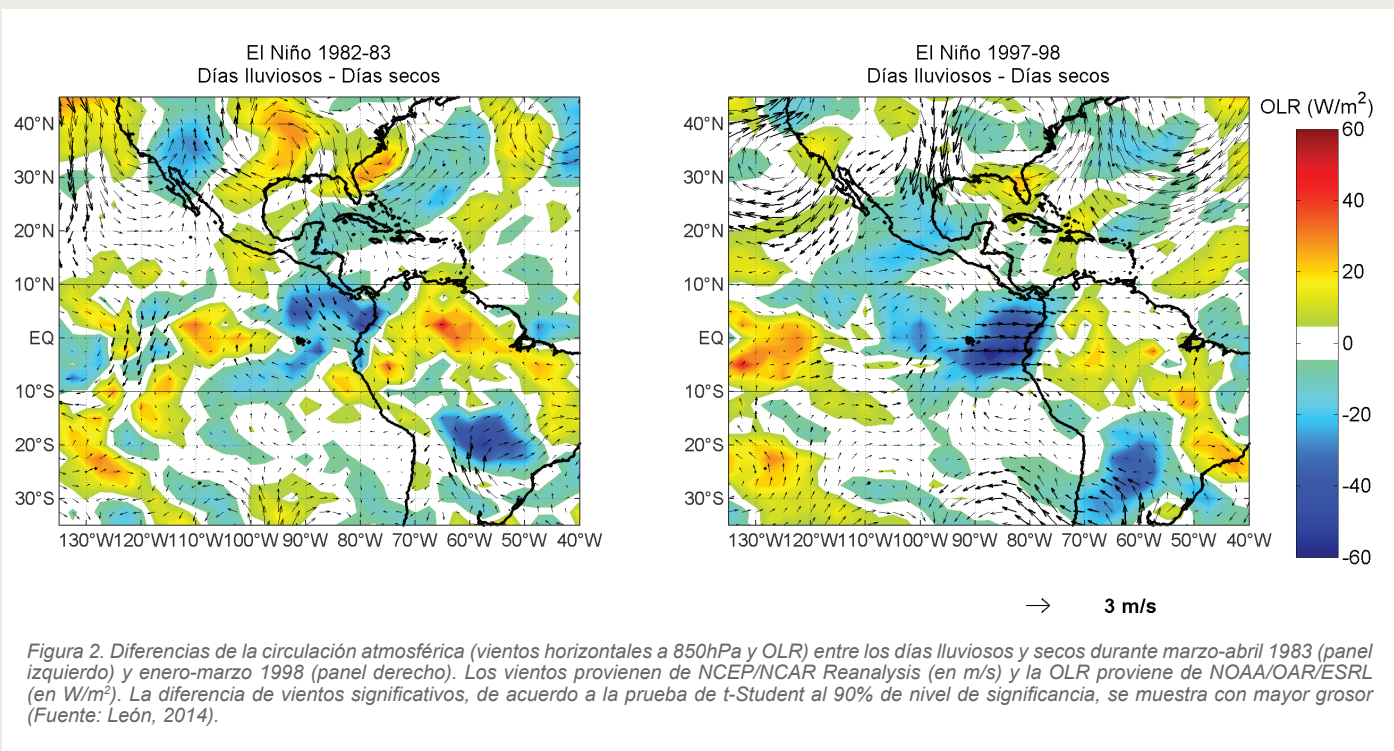 El Niño 1982-83
Días lluviosos - Días secos
El Niño 1997-98
Días lluviosos - Días secos
OLR (W/m²)
40°N
30°N
20°N
10°N
EQ
10°S
20°S
30°S
130°W120°W110°W100°W 90°W 80°W 70°W 60°W 50°W 40°W
40°N
30°N
20°N
10°N
EQ
10°S
20°S
30°S
130°W120°W110°W100°W 90°W 80°W 70°W 60°W 50°W 40°W
60
40
20
0
-20
-40
-60
3 m/s
Figura 2. Diferencias de la circulación atmosférica (vientos horizontales a 850hPa y OLR) entre los días lluviosos y secos durante marzo-abril 1983 (panel
izquierdo) y enero-marzo 1998 (panel derecho). Los vientos provienen de NCEP/NCAR Reanalysis (en m/s) y la OLR proviene de NOAA/OAR/ESRL
(en W/m²). La diferencia de vientos significativos, de acuerdo a la prueba de t-Student al 90% de nivel de significancia, se muestra con mayor grosor
(Fuente: León, 2014).